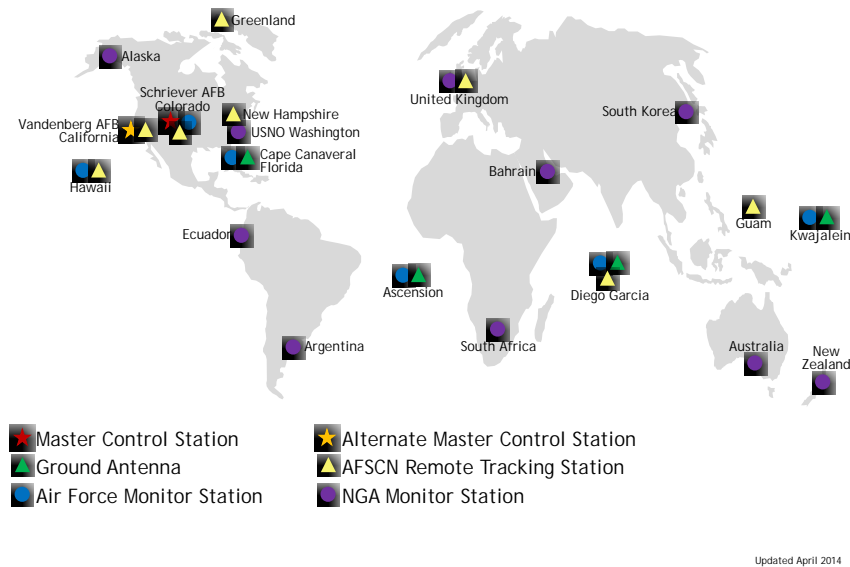 Greenland
Alaska
Schriever AFB
Colorado
New Hampshire
Vandenberg AFB
California
USNO Washington
Cape Canaveral
Florida
Hawaii
United Kingdom
South Korea
Bahrain
Guam
Kwajalein
Ecuador
Ascension
Diego Garcia
Argentina
South Africa
Australia
New
Zealand
Master Control Station
Alternate Master Control Station
Ground Antenna
AFSCN Remote Tracking Station
Air Force Monitor Station
NGA Monitor Station
Updated April 2014